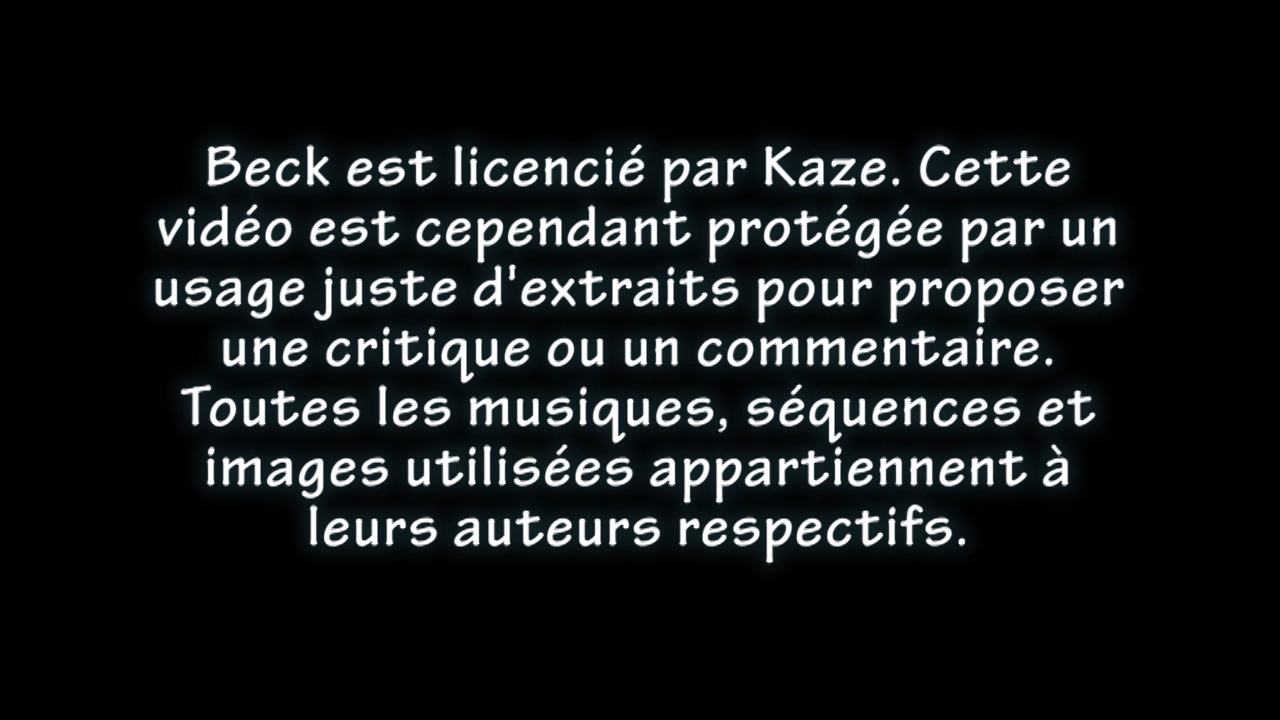 Beck est licencié par Kaze. Cette
vidéo est cependant protégée par un
usage juste d'extraits pour proposer
une critique ou un commentaire.
Toutes les musiques, séquences et
images utilisées appartiennent à
leurs auteurs respectifs.